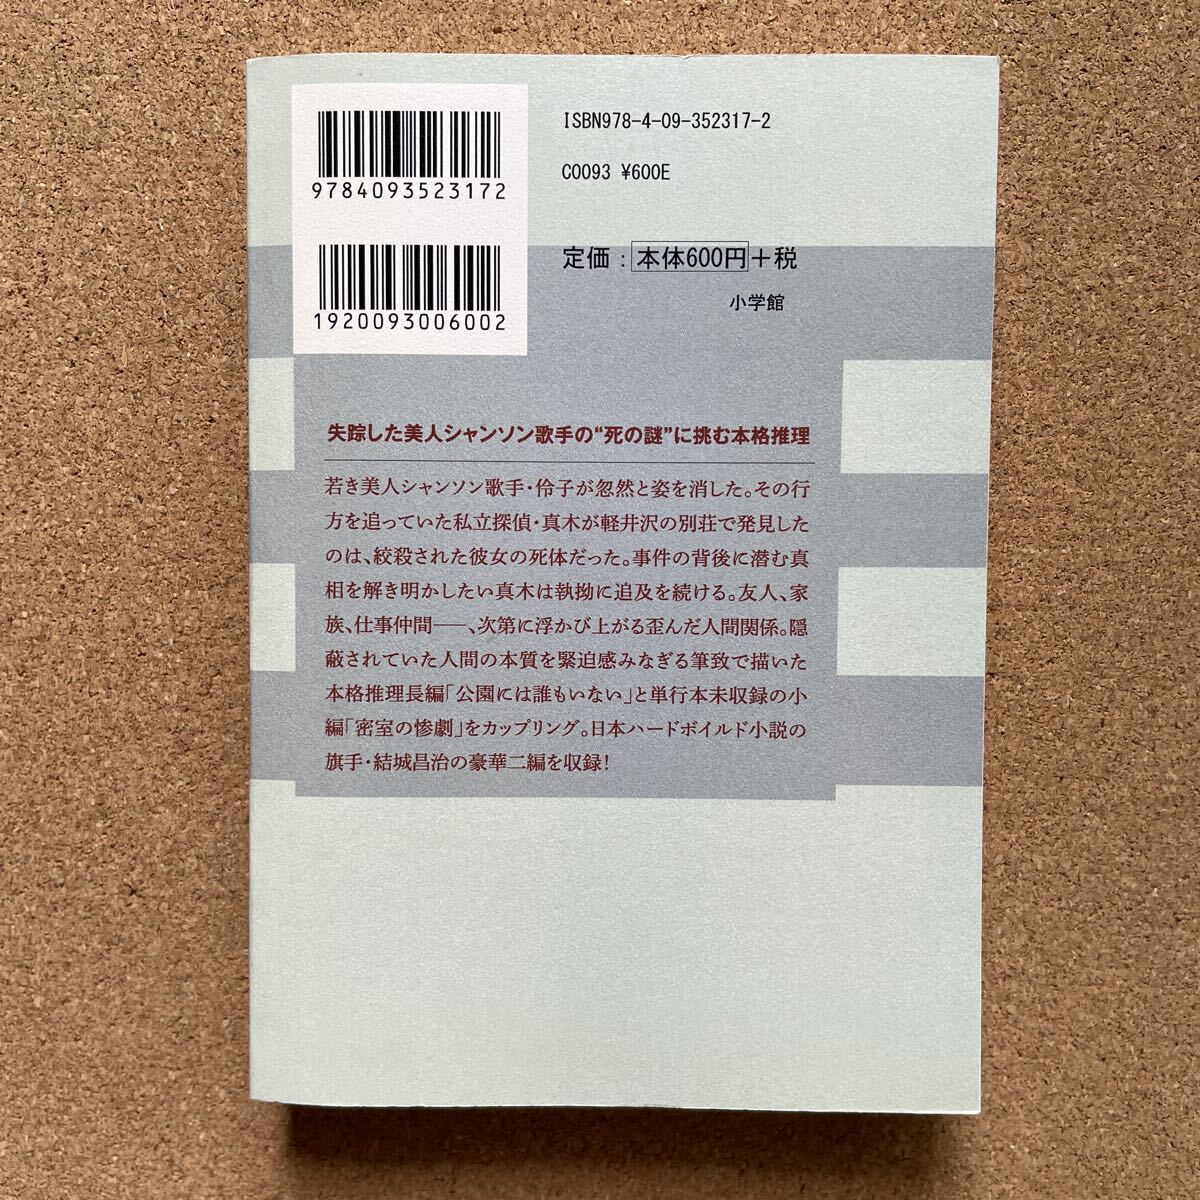 ISBN978-4-09-352317-2
9784093523172
C0093 ¥600E
定価：本体600円＋税
1920093006002
小学館
失踪した美人シャンソン歌手の“死の謎”に挑む本格推理
若き美人シャンソン歌手・伶子が忽然と姿を消した。その行
方を追っていた私立探偵・真木が軽井沢の別荘で発見した
のは、絞殺された彼女の死体だった。事件の背後に潜む真
相を解き明かしたい真木は執拗に追及を続ける。友人、家
族、仕事仲間――、次第に浮かび上がる歪んだ人間関係。隠
蔽されていた人間の本質を緊迫感みなぎる筆致で描いた
本格推理長編「公園には誰もいない」と単行本未収録の小
編「密室の惨劇」をカップリング。日本ハードボイルド小説の
旗手・結城昌治の豪華二編を収録！